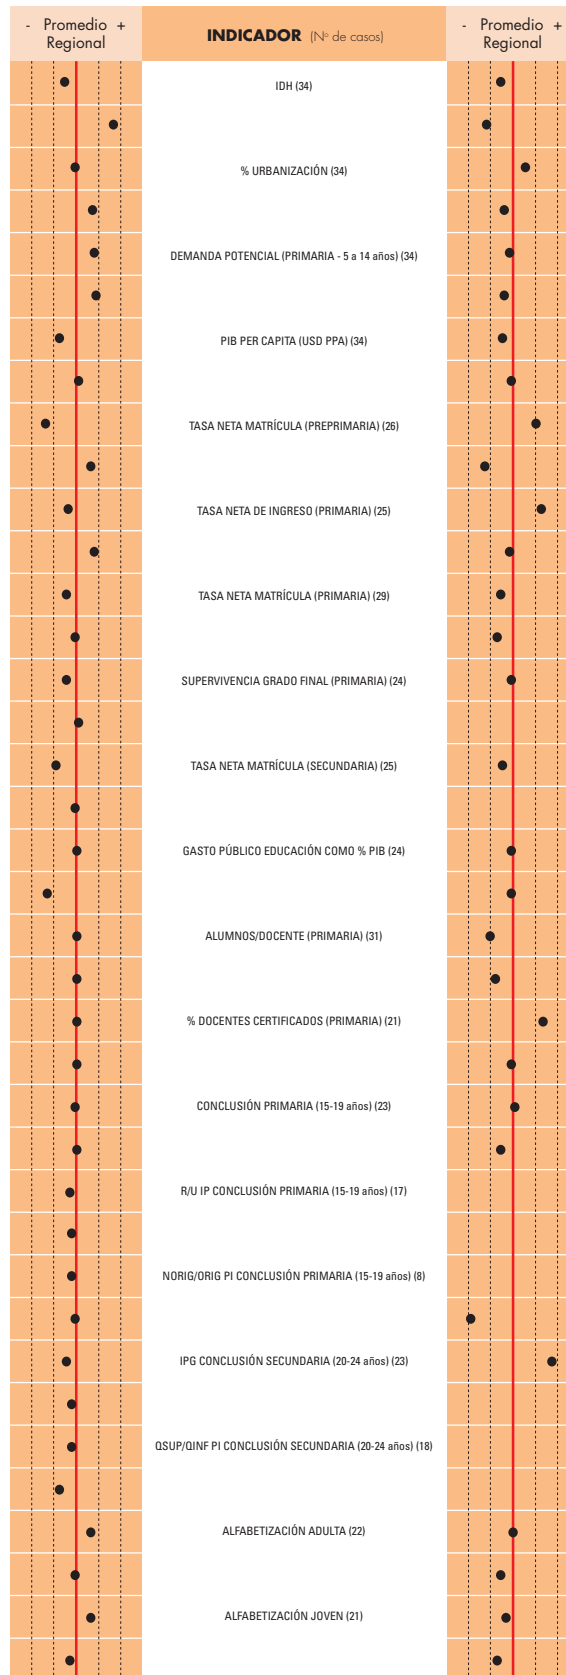 - Promedio +
Regional
INDICADOR (Nº de casos)
- Promedio +
Regional
IDH (34)
% URBANIZACIÓN (34)
DEMANDA POTENCIAL (PRIMARIA - 5 a 14 años) (34)
PIB PER CAPITA (USD PPA) (34)
TASA NETA MATRÍCULA (PREPRIMARIA) (26)
TASA NETA DE INGRESO (PRIMARIA) (25)
TASA NETA MATRÍCULA (PRIMARIA) (29)
SUPERVIVENCIA GRADO FINAL (PRIMARIA) (24)
TASA NETA MATRÍCULA (SECUNDARIA) (25)
GASTO PÚBLICO EDUCACIÓN COMO % PIB (24)
ALUMNOS/DOCENTE (PRIMARIA) (31)
% DOCENTES CERTIFICADOS (PRIMARIA) (21)
CONCLUSIÓN PRIMARIA (15-19 años) (23)
R/U IP CONCLUSIÓN PRIMARIA (15-19 años) (17)
NORIG/ORIG PI CONCLUSIÓN PRIMARIA (15-19 años) (8)
IPG CONCLUSIÓN SECUNDARIA (20-24 años) (23)
QSUP/QINF PI CONCLUSIÓN SECUNDARIA (20-24 años) (18)
ALFABETIZACIÓN ADULTA (22)
ALFABETIZACIÓN JOVEN (21)